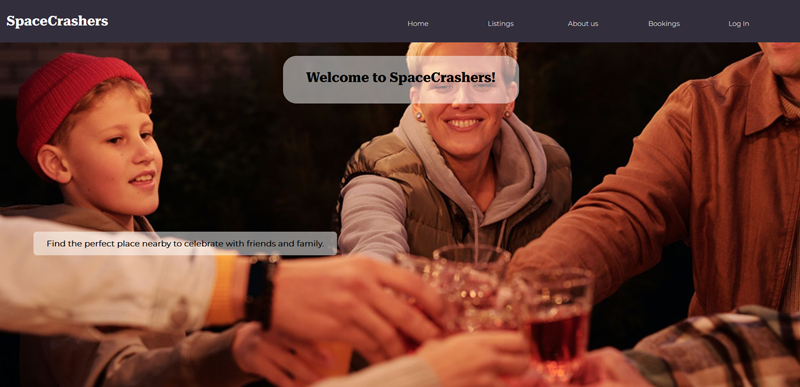 SpaceCrashers
Home Listings About us Bookings Log In
Welcome to SpaceCrashers!
Find the perfect place nearby to celebrate with friends and family.